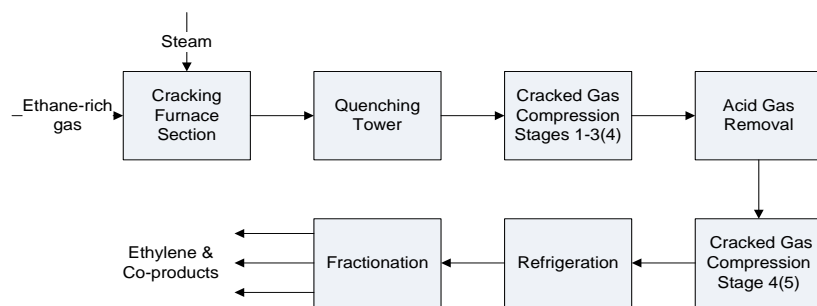 Steam
Ethane-rich
gas
Cracking
Furnace
Section
Quenching
Tower
Cracked Gas
Compression
Stages 1-3(4)
Acid Gas
Removal
Ethylene &
Co-products
Fractionation
Refrigeration
Cracked Gas
Compression
Stage 4(5)